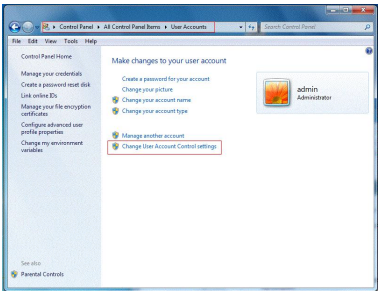 Control Panel ▸ All Control Panel Items ▸ User Accounts
Search Control Panel
File Edit View Tools Help
Control Panel Home
Manage your credentials
Create a password reset disk
Link online IDs
Manage your file encryption
certificates
Configure advanced user
profile properties
Change my environment
variables
See also
Parental Controls
Make changes to your user account
Create a password for your account
Change your picture
Change your account name
Change your account type
Manage another account
Change User Account Control settings
admin
Administrator